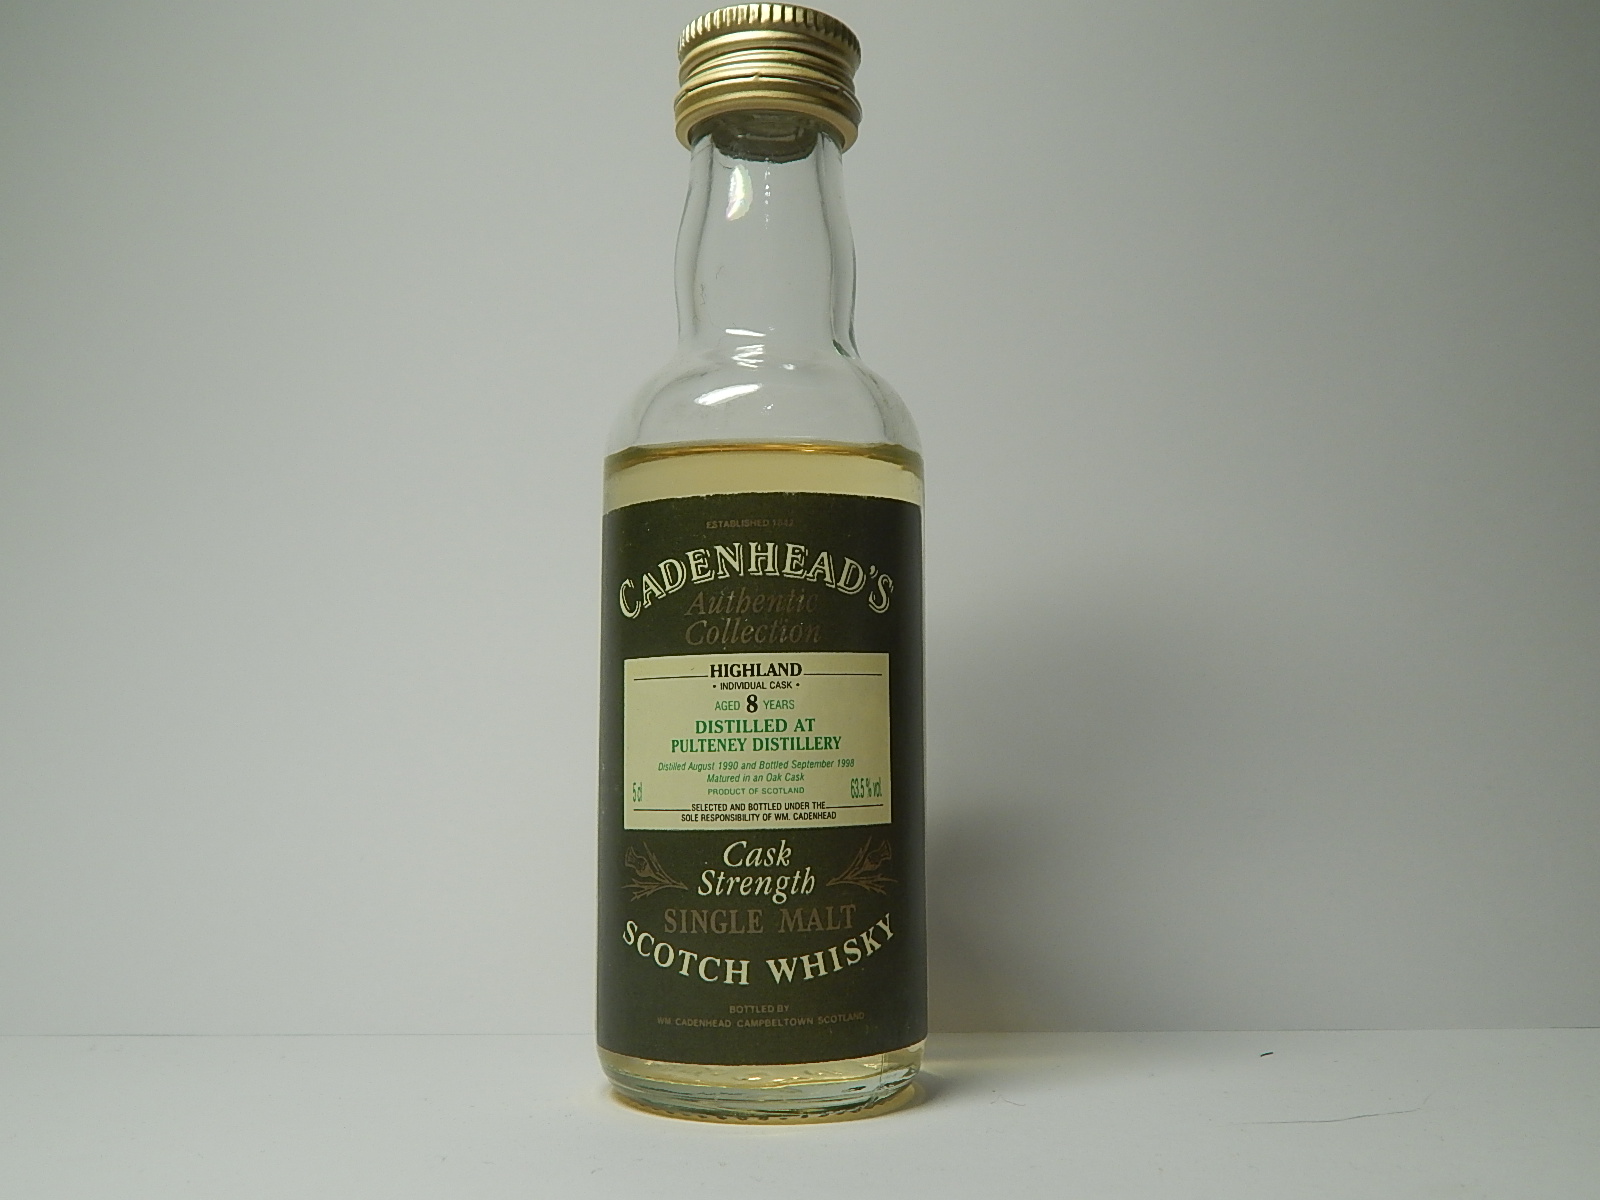 ESTABLISHED 1842
CADENHEAD'S
Authentic
Collection
HIGHLAND
• INDIVIDUAL CASK •
AGED 8 YEARS
DISTILLED AT
PULTENEY DISTILLERY
Distilled August 1990 and Bottled September 1998
Matured in an Oak Cask
5 cl PRODUCT OF SCOTLAND 63.5% vol.
SELECTED AND BOTTLED UNDER THE
SOLE RESPONSIBILITY OF WM. CADENHEAD
Cask
Strength
SINGLE MALT
SCOTCH WHISKY
BOTTLED BY
WM. CADENHEAD CAMPBELTOWN SCOTLAND